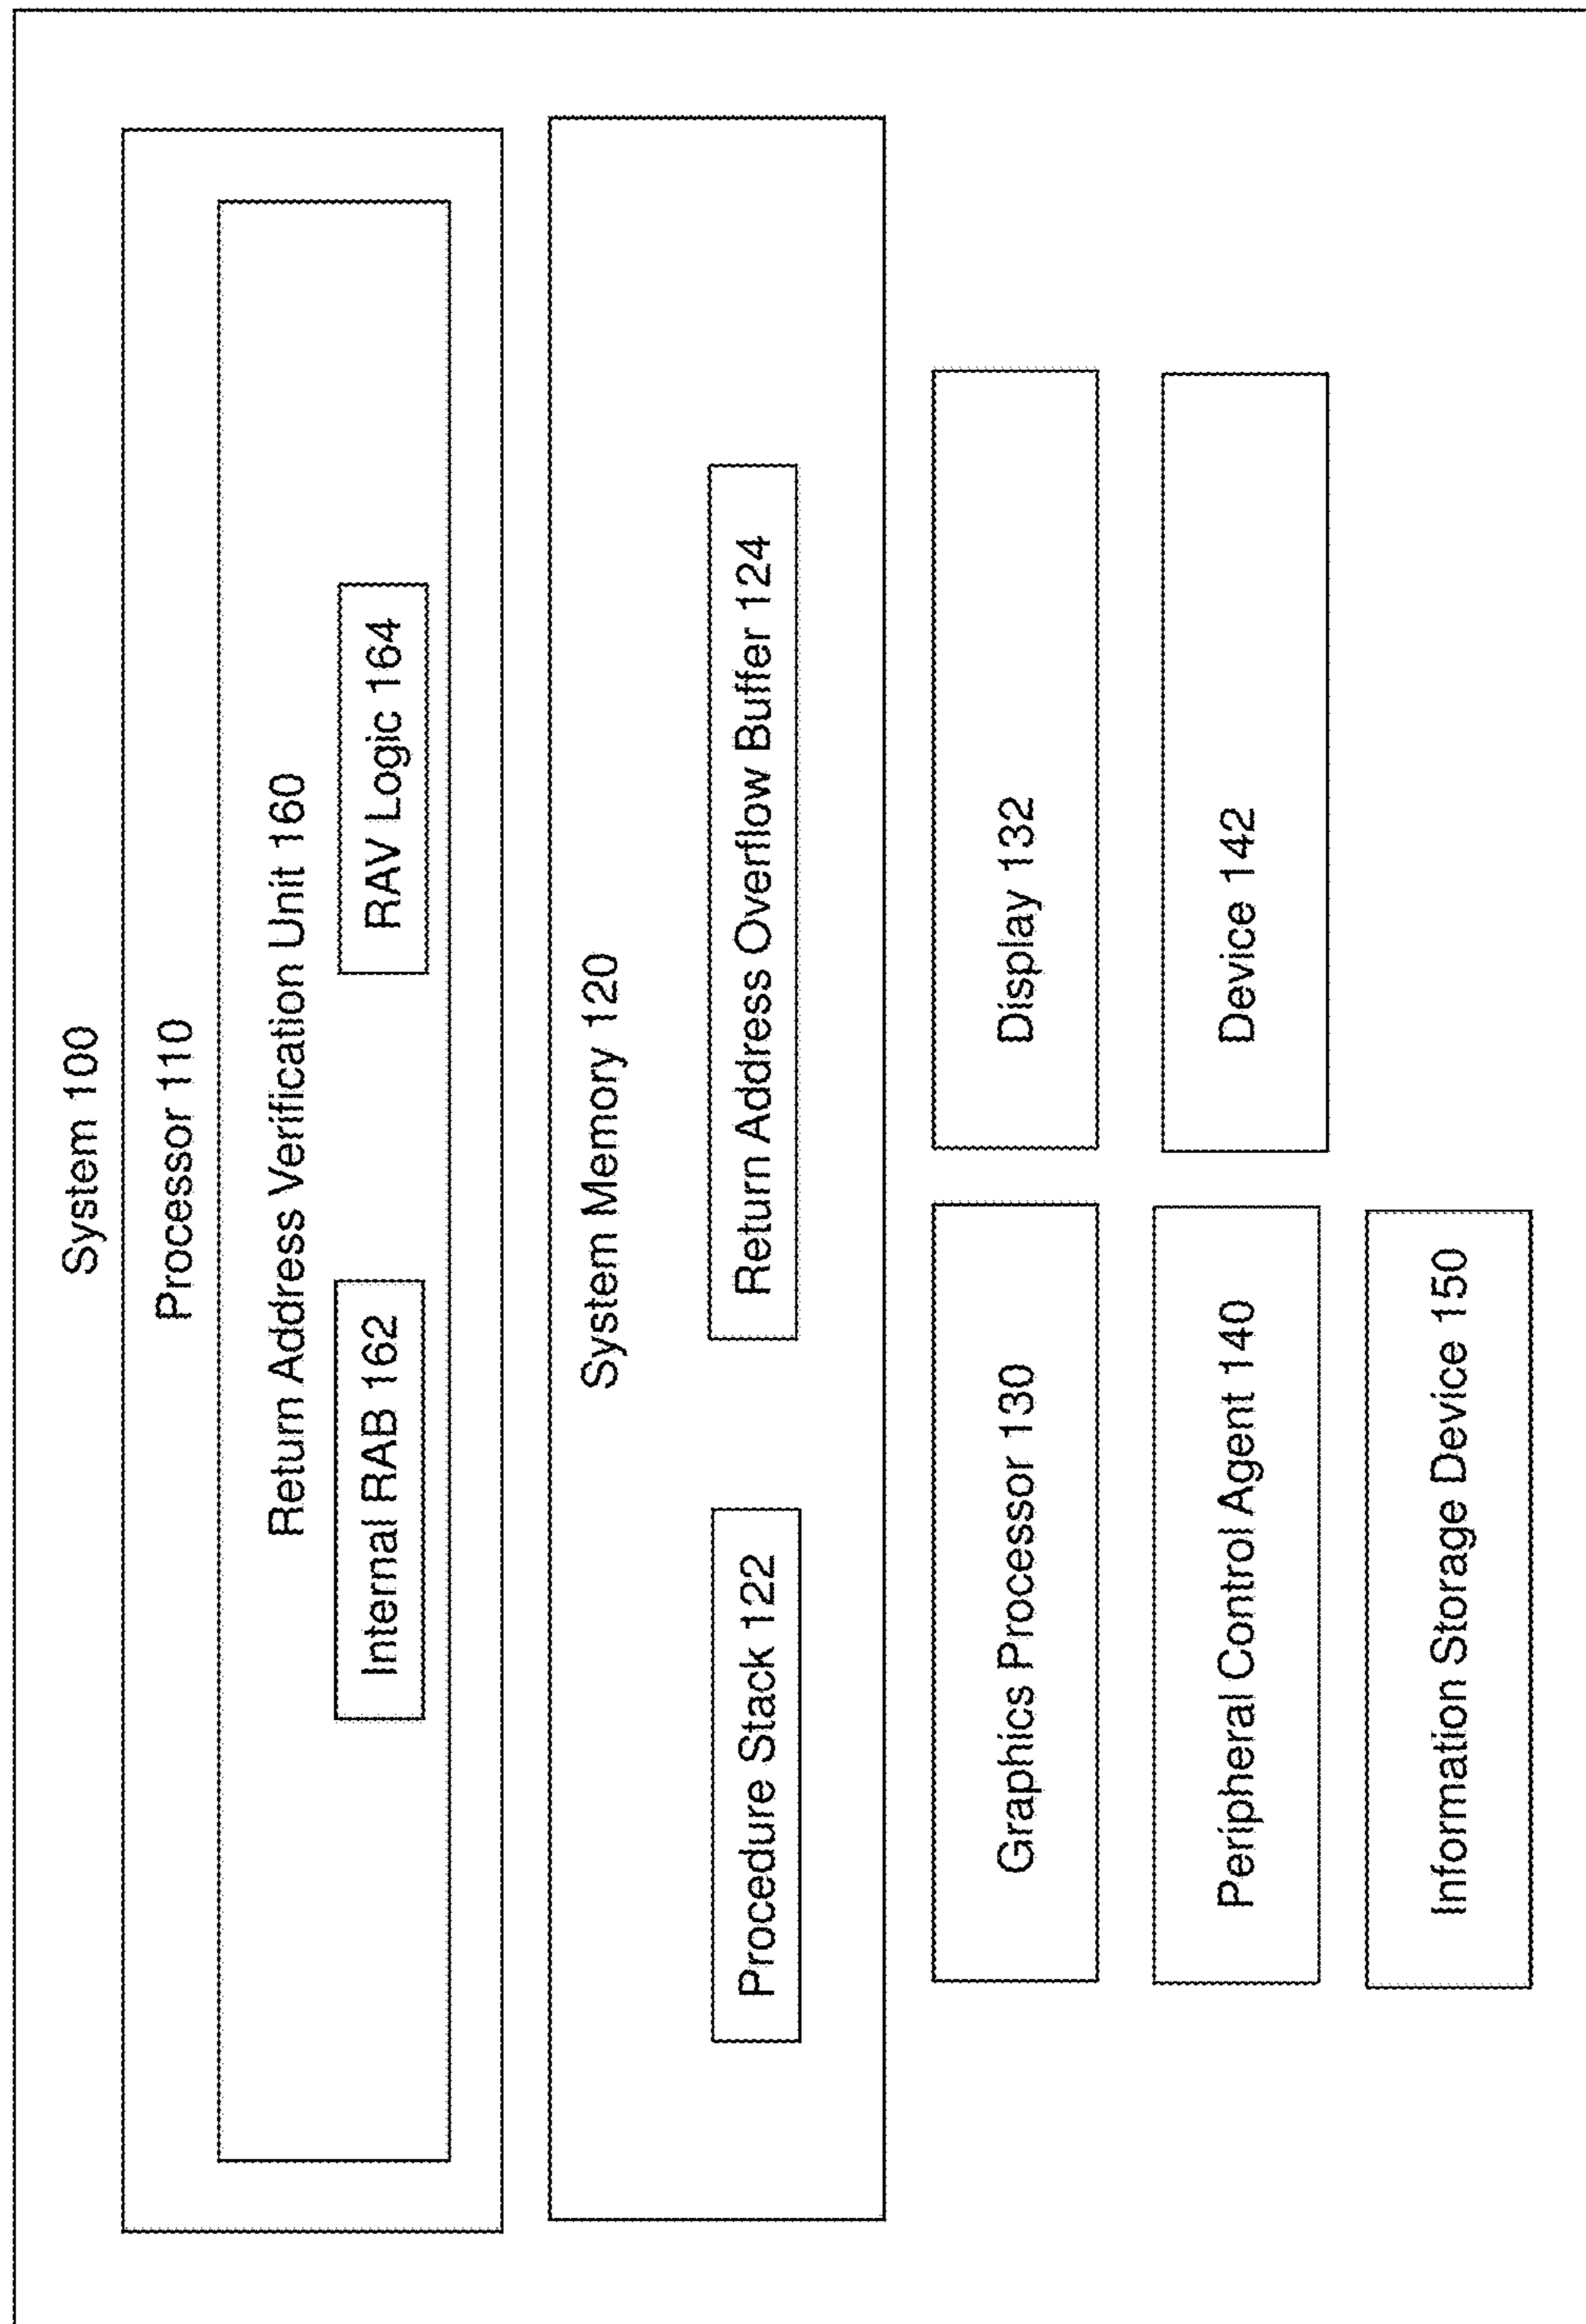 System 100
Processor 110
Return Address Verification Unit 160
Internal RAB 162
RAV Logic 164
System Memory 120
Procedure Stack 122
Return Address Overflow Buffer 124
Graphics Processor 130
Display 132
Peripheral Control Agent 140
Device 142
Information Storage Device 150